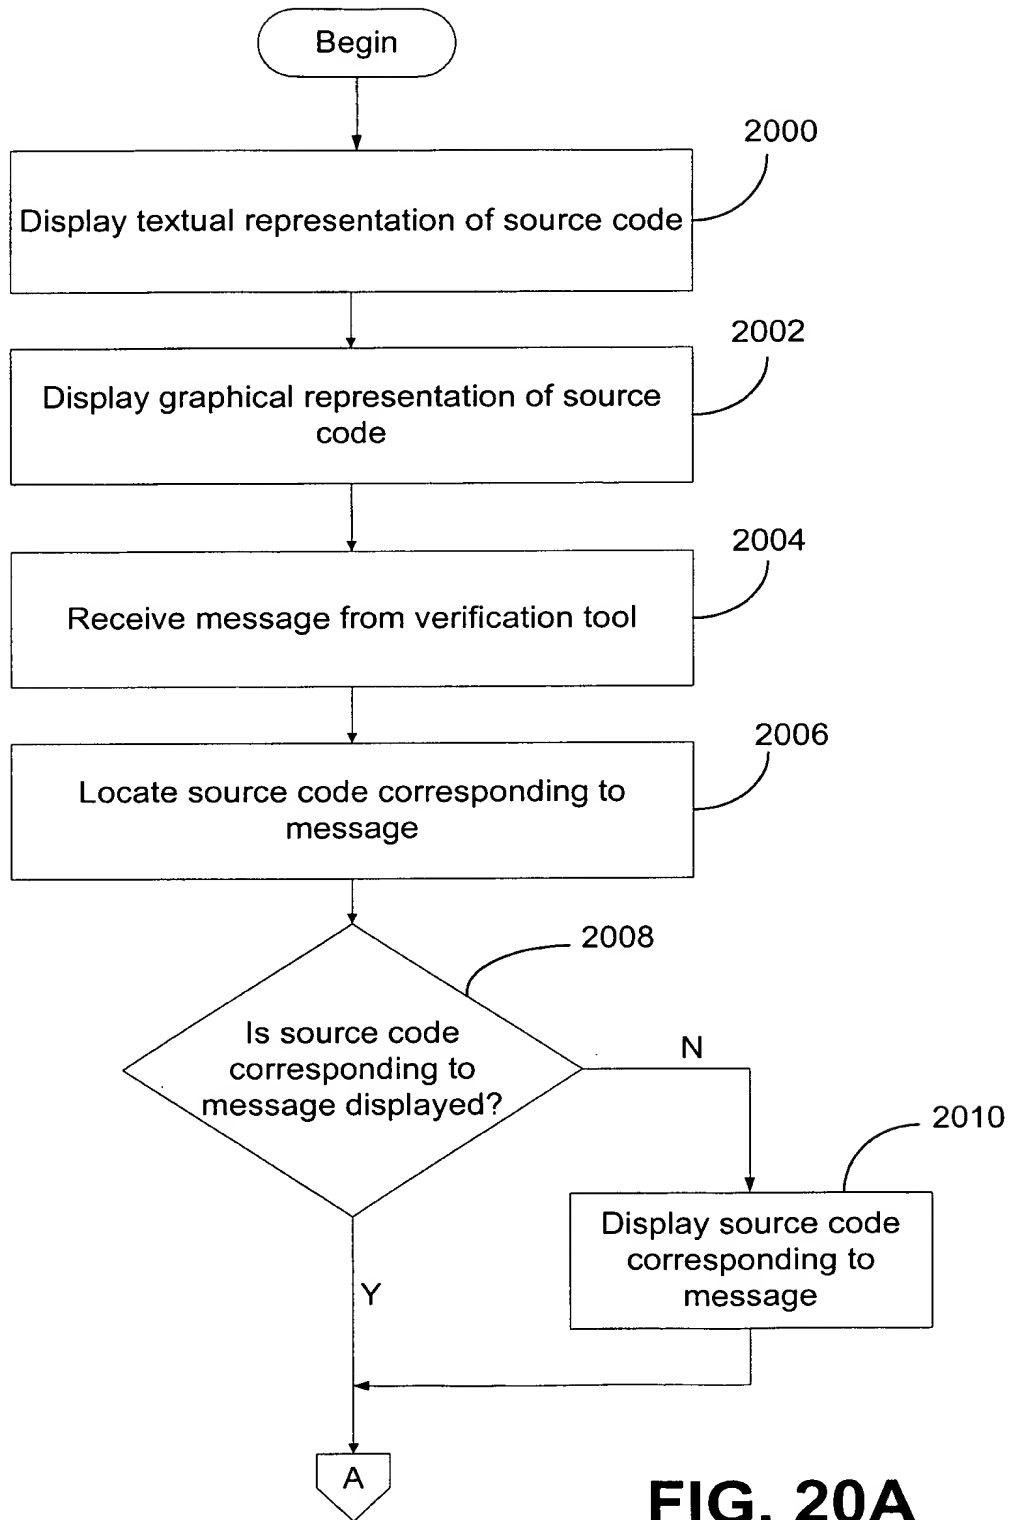 Begin
2000
Display textual representation of source code
2002
Display graphical representation of source
code
2004
Receive message from verification tool
2006
Locate source code corresponding to
message
2008
Is source code
corresponding to
message displayed?
N
2010
Display source code
corresponding to
message
Y
A
FIG. 20A